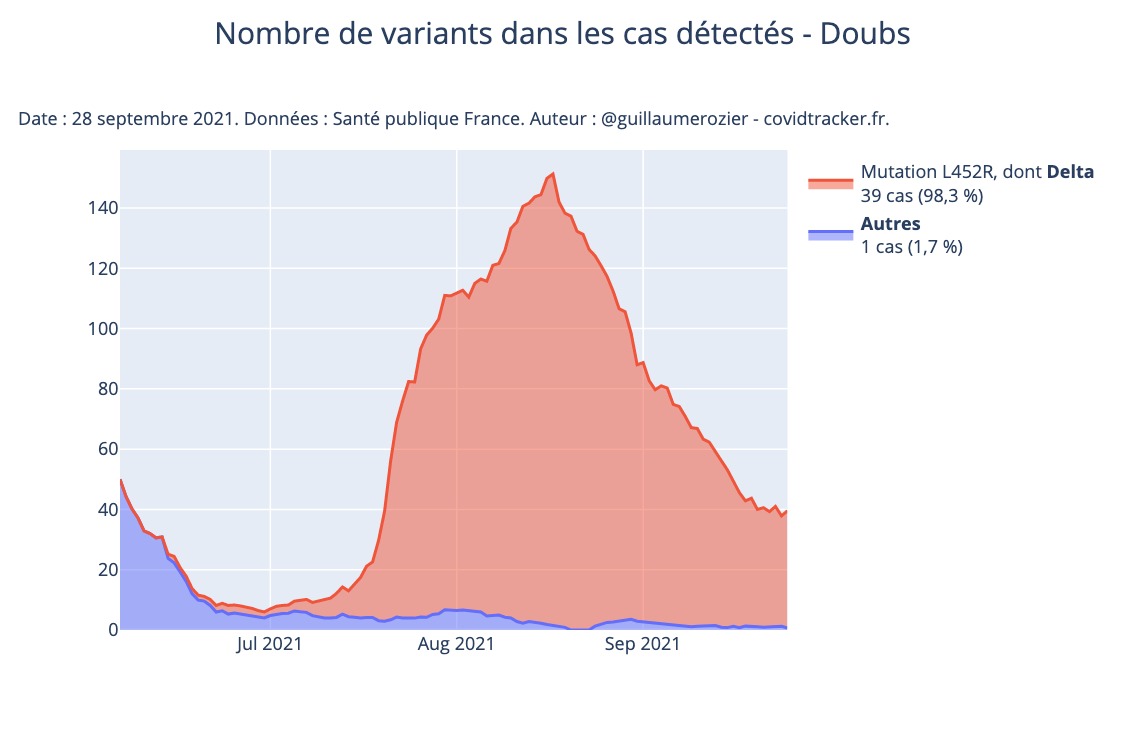 Nombre de variants dans les cas détectés - Doubs
Date : 28 septembre 2021. Données : Santé publique France. Auteur : @guillaumerozier - covidtracker.fr.
Mutation L452R, dont Delta
39 cas (98,3 %)
Autres
1 cas (1,7 %)
140
120
100
80
60
40
20
0
Jul 2021
Aug 2021
Sep 2021